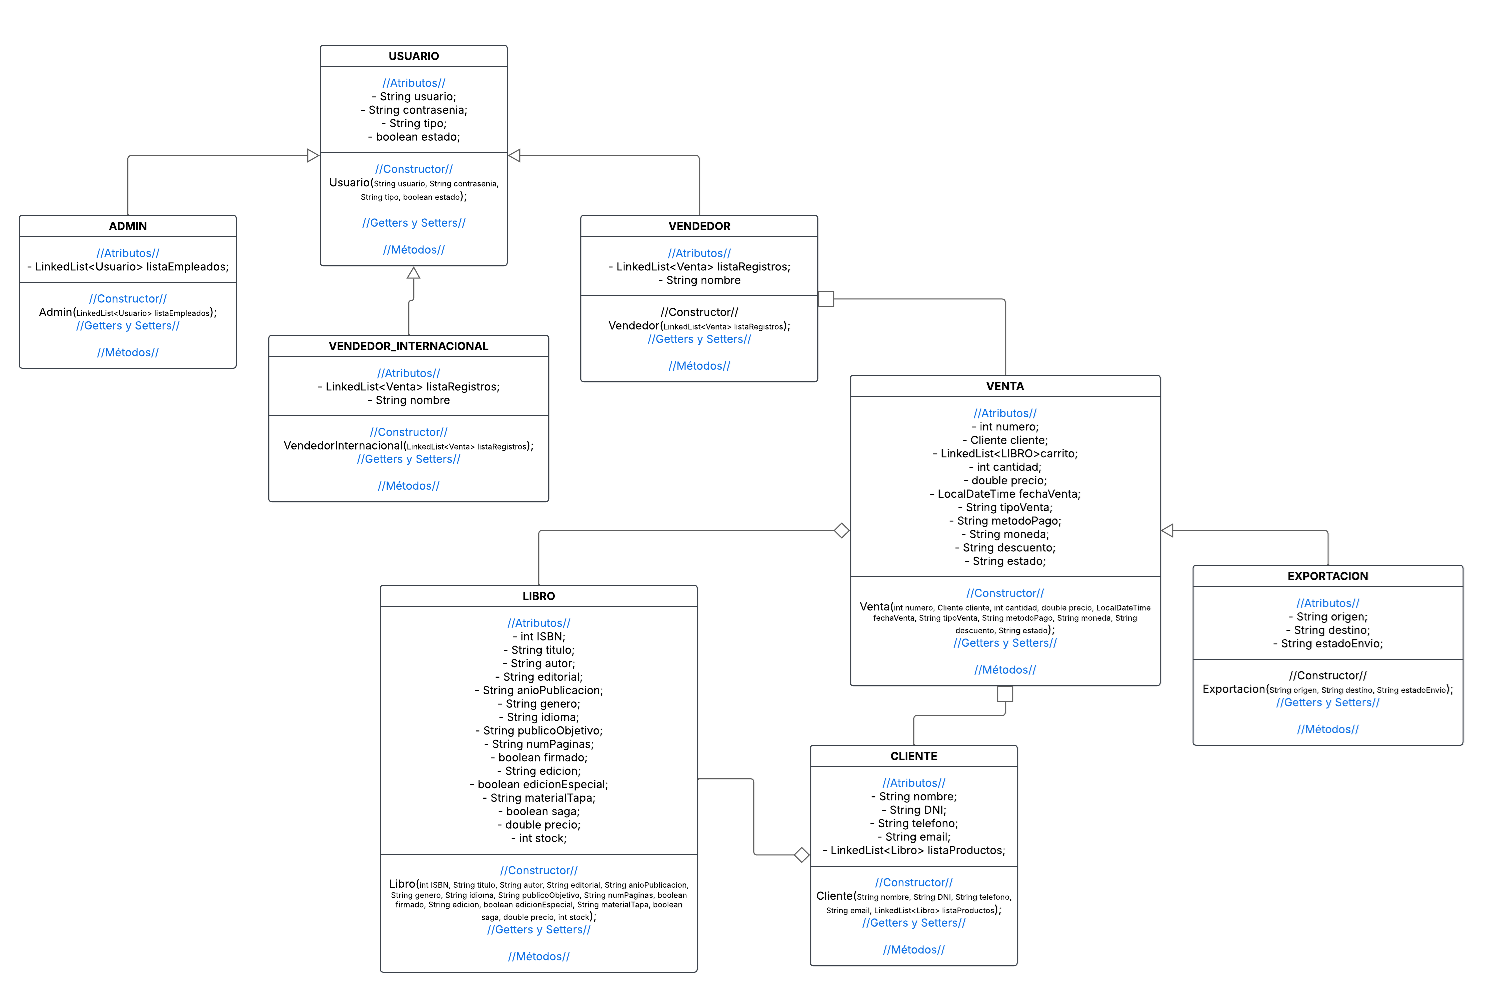 USUARIO
//Atributos//
- String usuario;
- String contrasenia;
- String tipo;
- boolean estado;
//Constructor//
Usuario(String usuario, String contrasenia,
String tipo, boolean estado);
//Getters y Setters//
//Métodos//
ADMIN
//Atributos//
- LinkedList<Usuario> listaEmpleados;
//Constructor//
Admin(LinkedList<Usuario> listaEmpleados);
//Getters y Setters//
//Métodos//
VENDEDOR
//Atributos//
- LinkedList<Venta> listaRegistros;
- String nombre
//Constructor//
Vendedor(LinkedList<Venta> listaRegistros);
//Getters y Setters//
//Métodos//
VENDEDOR_INTERNACIONAL
//Atributos//
- LinkedList<Venta> listaRegistros;
- String nombre
//Constructor//
VendedorInternacional(LinkedList<Venta> listaRegistros);
//Getters y Setters//
//Métodos//
VENTA
//Atributos//
- int numero;
- Cliente cliente;
- LinkedList<LIBRO>carrito;
- int cantidad;
- double precio;
- LocalDateTime fechaVenta;
- String tipoVenta;
- String metodoPago;
- String moneda;
- String descuento;
- String estado;
//Constructor//
Venta(int numero, Cliente cliente, int cantidad, double precio, LocalDateTime
fechaVenta, String tipoVenta, String metodoPago, String moneda, String
descuento, String estado);
//Getters y Setters//
//Métodos//
EXPORTACION
//Atributos//
- String origen;
- String destino;
- String estadoEnvio;
//Constructor//
Exportacion(String origen, String destino, String estadoEnvio);
//Getters y Setters//
//Métodos//
LIBRO
//Atributos//
- int ISBN;
- String titulo;
- String autor;
- String editorial;
- String anioPublicacion;
- String genero;
- String idioma;
- String publicoObjetivo;
- String numPaginas;
- boolean firmado;
- String edicion;
- boolean edicionEspecial;
- String materialTapa;
- boolean saga;
- double precio;
- int stock;
//Constructor//
Libro(int ISBN, String titulo, String autor, String editorial, String anioPublicacion,
String genero, String idioma, String publicoObjetivo, String numPaginas, boolean
firmado, String edicion, boolean edicionEspecial, String materialTapa, boolean
saga, double precio, int stock);
//Getters y Setters//
//Métodos//
CLIENTE
//Atributos//
- String nombre;
- String DNI;
- String telefono;
- String email;
- LinkedList<Libro> listaProductos;
//Constructor//
Cliente(String nombre, String DNI, String telefono,
String email, LinkedList<Libro> listaProductos);
//Getters y Setters//
//Métodos//